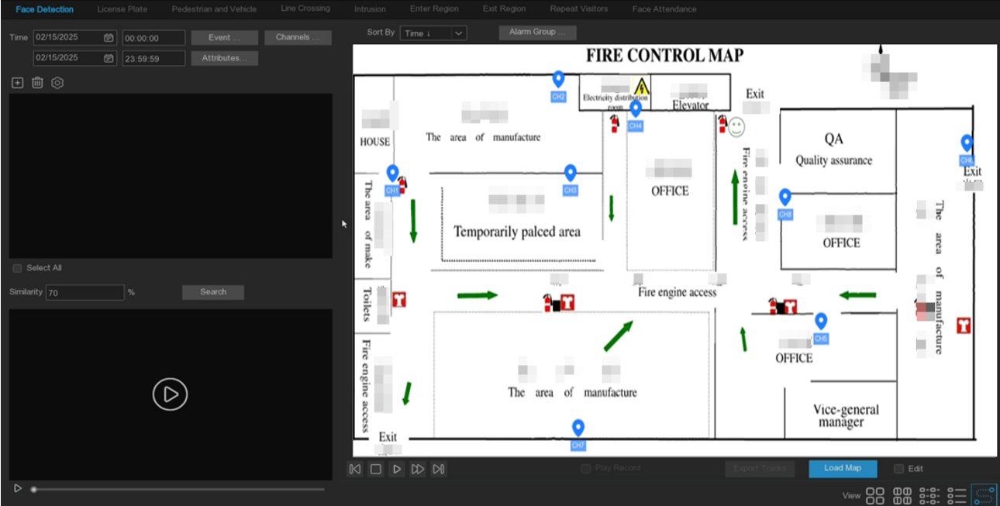 Face Detection
License Plate
Pedestrian and Vehicle
Line Crossing
Intrusion
Enter Region
Exit Region
Repeat Visitors
Face Attendance
Time 02/15/2025 00:00:00 Event ... Channels ...
02/15/2025 23:59:59 Attributes...
Select All
Similarity 70 % Search
Sort By Time ↓ Alarm Group ...
FIRE CONTROL MAP
CH2
Electricity distribution
room
CH4
Elevator
Exit
HOUSE
The area of manufacture
QA
Quality assurance
CH6
Exit
CH1
CH3
OFFICE
Fire engine access
CH8
The area of make
Temporarily palced area
OFFICE
The area of manufacture
Toilets
Fire engine access
CH5
OFFICE
Fire engine access
The area of manufacture
Vice-general
manager
Exit
CH7
Play Record
Export Tracks
Load Map
Edit
View